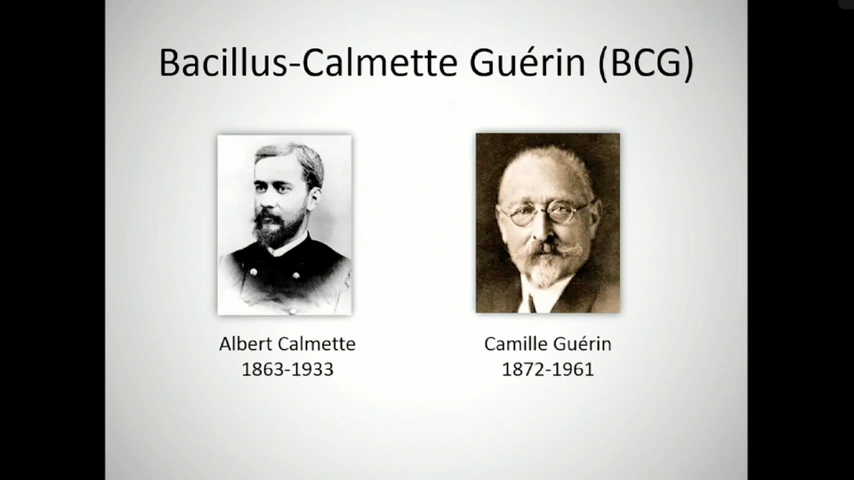 Bacillus-Calmette Guérin (BCG)
Albert Calmette
1863-1933
Camille Guérin
1872-1961